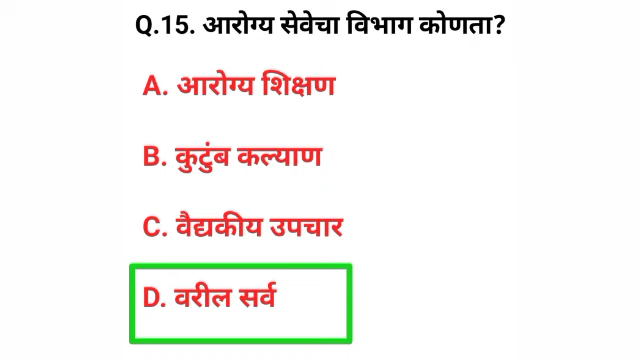 Q.15. आरोग्य सेवेचा विभाग कोणता?
A. आरोग्य शिक्षण
B. कुटुंब कल्याण
C. वैद्यकीय उपचार
D. वरील सर्व